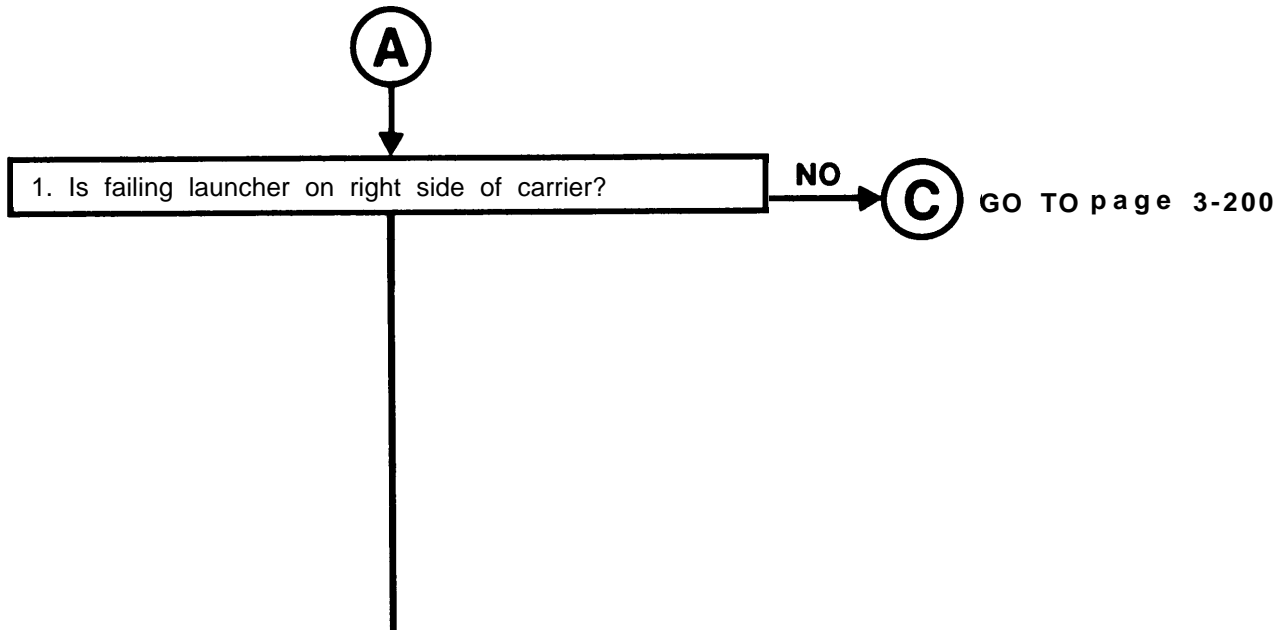 A
1. Is failing launcher on right side of carrier?
NO
C
GO TO page 3-200